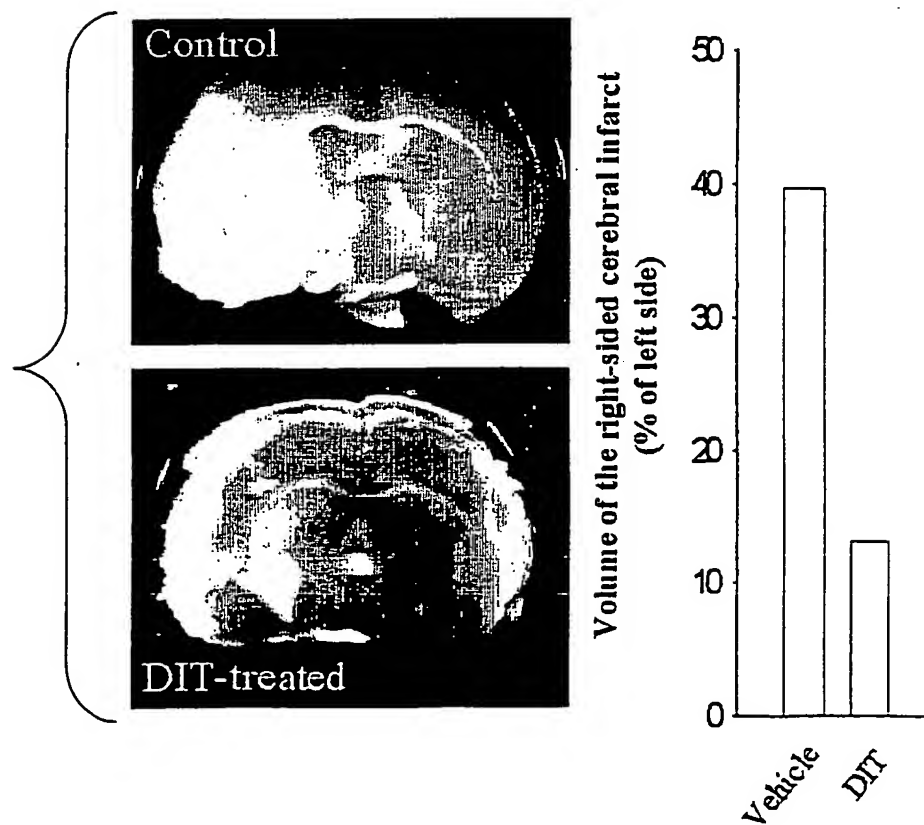 Control
DIT-treated
Volume of the right-sided cerebral infarct
(% of left side)
50
40
30
20
10
0
Vehicle
DIT